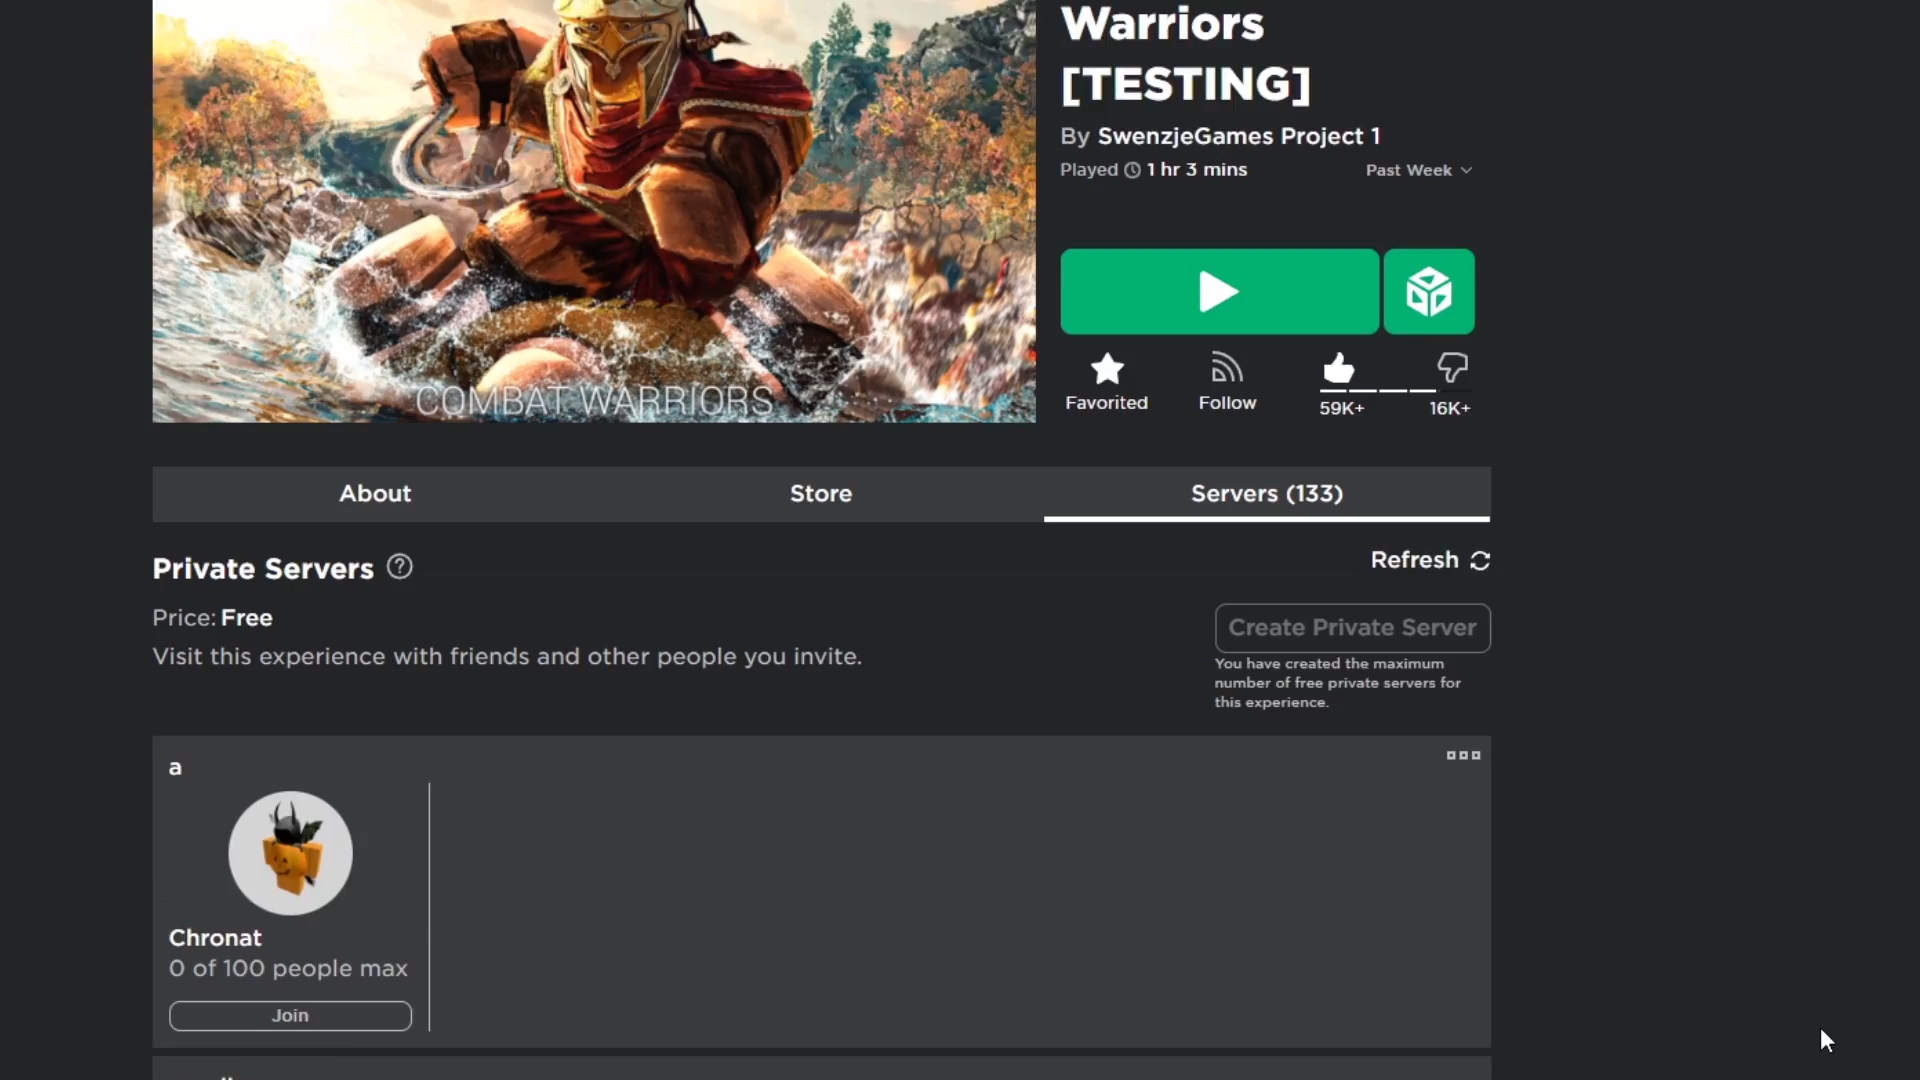 Warriors
[TESTING]
By SwenzjeGames Project 1
Played 1 hr 3 mins
Past Week
Favorited
Follow
59K+
16K+
COMBAT WARRIORS
About
Store
Servers (133)
Private Servers
Refresh
Price: Free
Visit this experience with friends and other people you invite.
Create Private Server
You have created the maximum
number of free private servers for
this experience.
a
Chronat
0 of 100 people max
Join